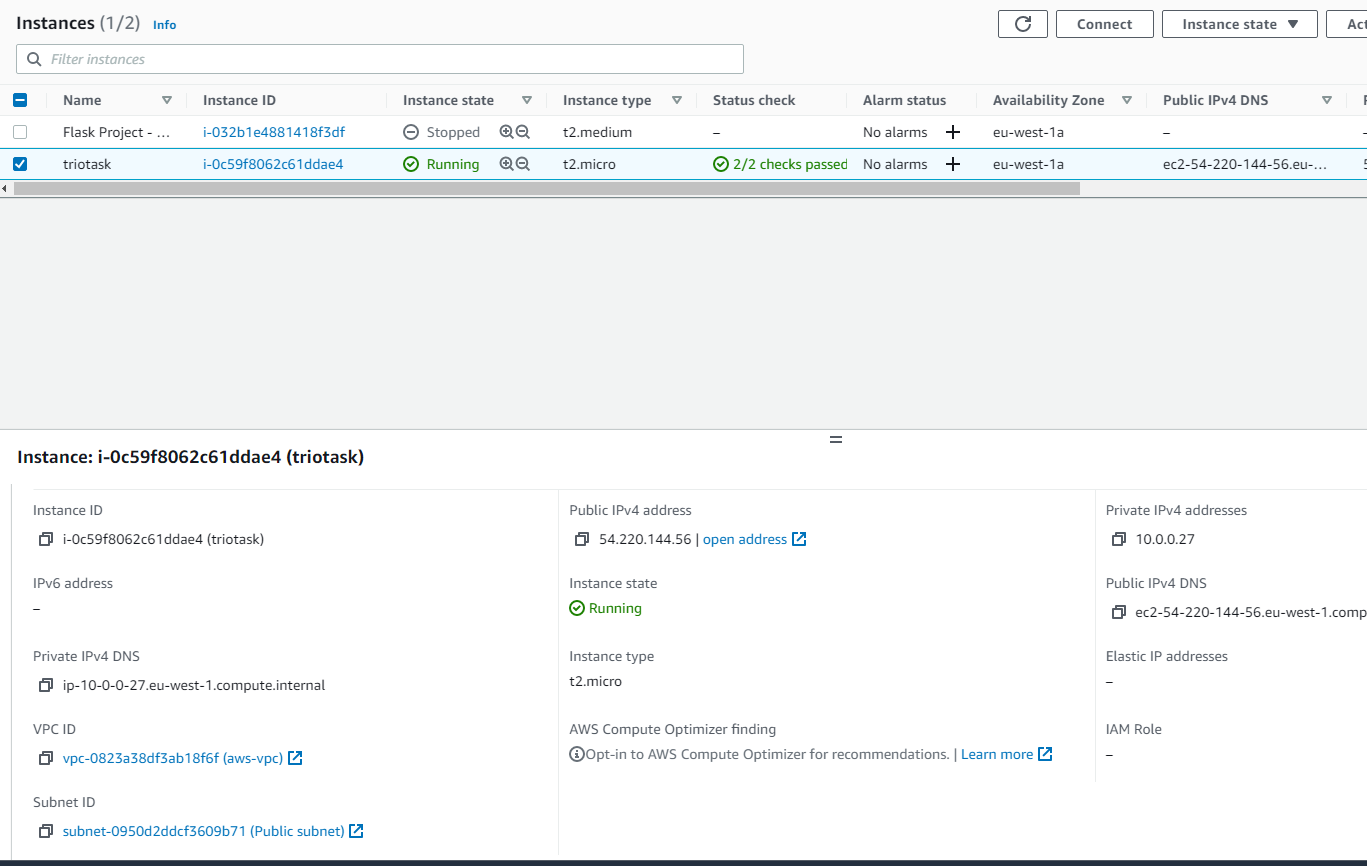 Instances (1/2) Info
Connect Instance state
Filter instances
Name Instance ID Instance state Instance type Status check Alarm status Availability Zone Public IPv4 DNS
Flask Project - ... i-032b1e4881418f3df Stopped t2.medium – No alarms + eu-west-1a –
triotask i-0c59f8062c61ddae4 Running t2.micro 2/2 checks passed No alarms + eu-west-1a ec2-54-220-144-56.eu-...
Instance: i-0c59f8062c61ddae4 (triotask)
Instance ID Public IPv4 address Private IPv4 addresses
i-0c59f8062c61ddae4 (triotask) 54.220.144.56 | open address 10.0.0.27
IPv6 address Instance state Public IPv4 DNS
– Running ec2-54-220-144-56.eu-west-1.comp
Private IPv4 DNS Instance type Elastic IP addresses
ip-10-0-0-27.eu-west-1.compute.internal t2.micro –
VPC ID AWS Compute Optimizer finding IAM Role
vpc-0823a38df3ab18f6f (aws-vpc) Opt-in to AWS Compute Optimizer for recommendations. | Learn more –
Subnet ID
subnet-0950d2ddcf3609b71 (Public subnet)